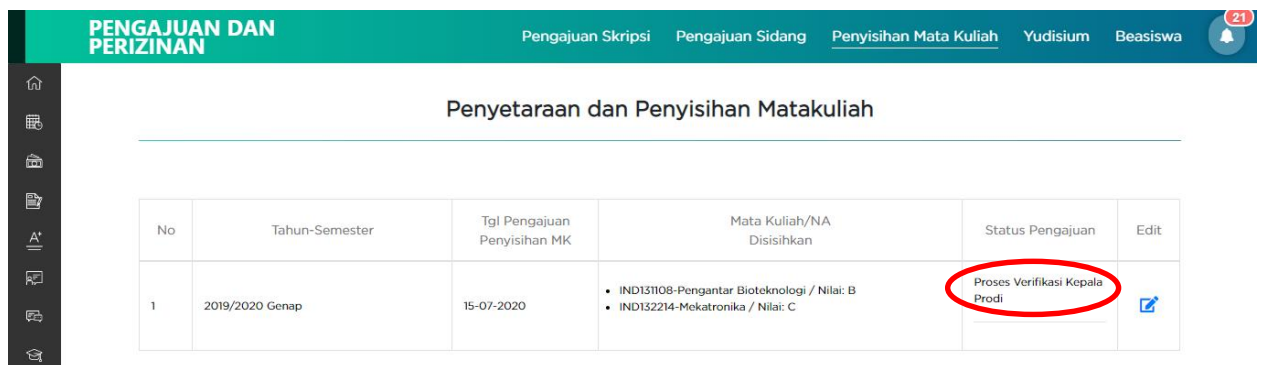 PENGAJUAN DAN
PERIZINAN
Pengajuan Skripsi Pengajuan Sidang Penyisihan Mata Kuliah Yudisium Beasiswa 21
Penyetaraan dan Penyisihan Matakuliah
No Tahun-Semester Tgl Pengajuan Penyisihan MK Mata Kuliah/NA Disisihkan Status Pengajuan Edit
1 2019/2020 Genap 15-07-2020
• IND131108-Pengantar Bioteknologi / Nilai: B
• IND132214-Mekatronika / Nilai: C
Proses Verifikasi Kepala
Prodi
A+